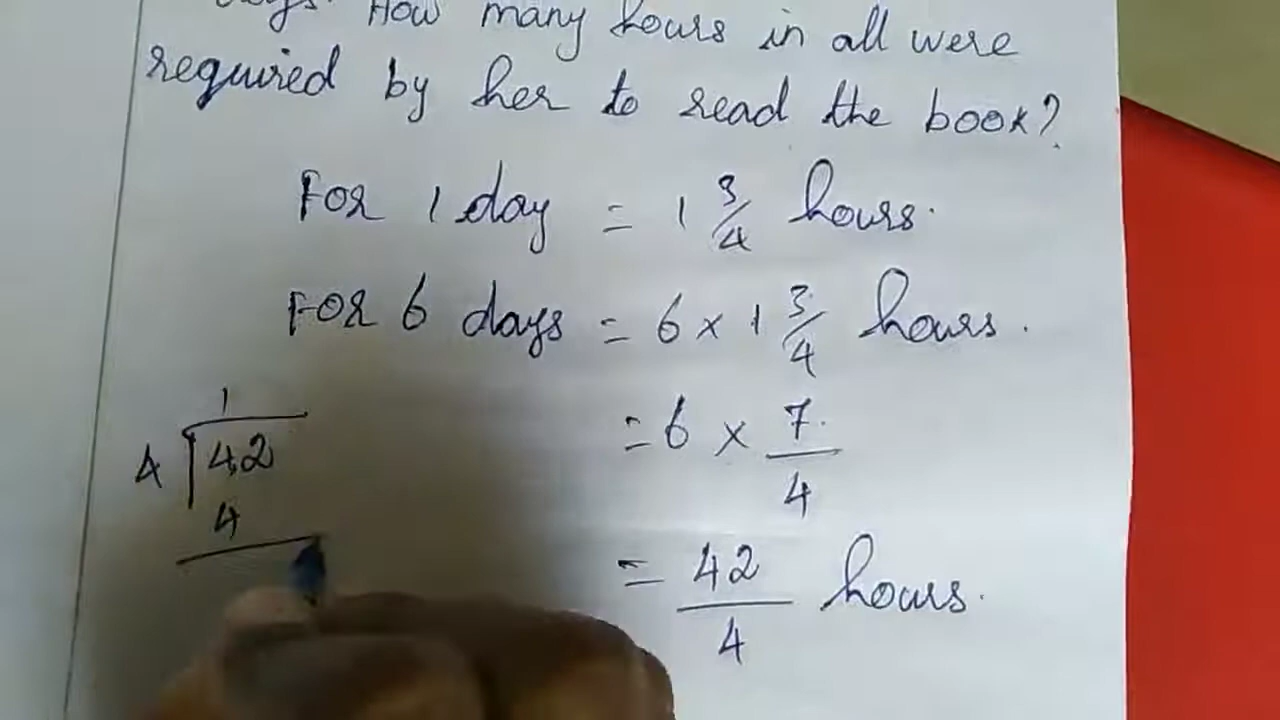 How many hours in all were
required by her to read the book?
For 1 day = 1 3/4 hours.
For 6 days = 6 × 1 3/4 hours.
= 6 × 7/4
= 42/4 hours.
1
4 42
4